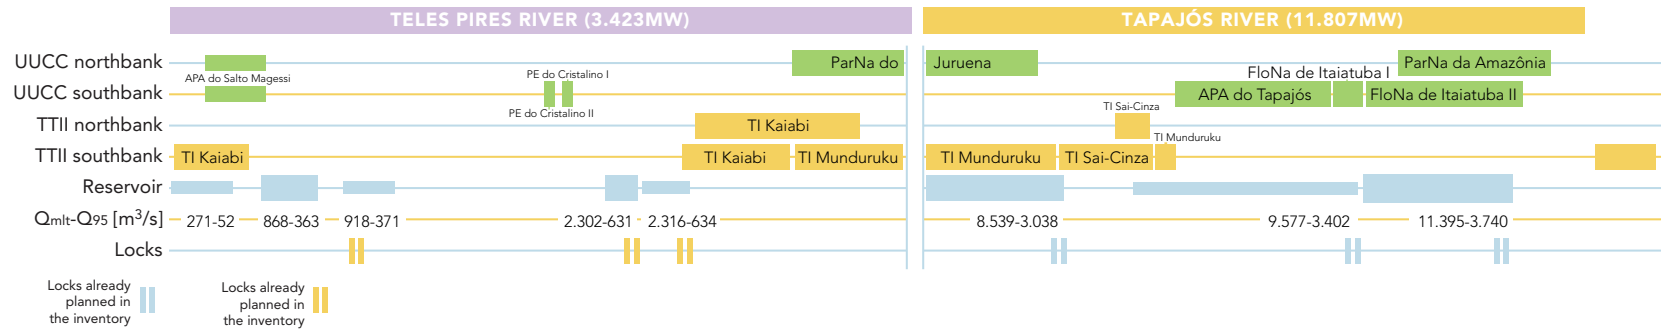 TELES PIRES RIVER (3.423MW)
TAPAJÓS RIVER (11.807MW)
UUCC northbank
ParNa do
Juruena
ParNa da Amazônia
APA do Salto Magessi
PE do Cristalino I
FloNa de Itaiatuba I
UUCC southbank
APA do Tapajós
FloNa de Itaiatuba II
PE do Cristalino II
TI Sai-Cinza
TTII northbank
TI Kaiabi
TI Munduruku
TTII southbank
TI Kaiabi
TI Kaiabi
TI Munduruku
TI Munduruku
TI Sai-Cinza
Reservoir
Qmlt-Q95 [m³/s]
271-52
868-363
918-371
2.302-631
2.316-634
8.539-3.038
9.577-3.402
11.395-3.740
Locks
Locks already
planned in
the inventory
Locks already
planned in
the inventory